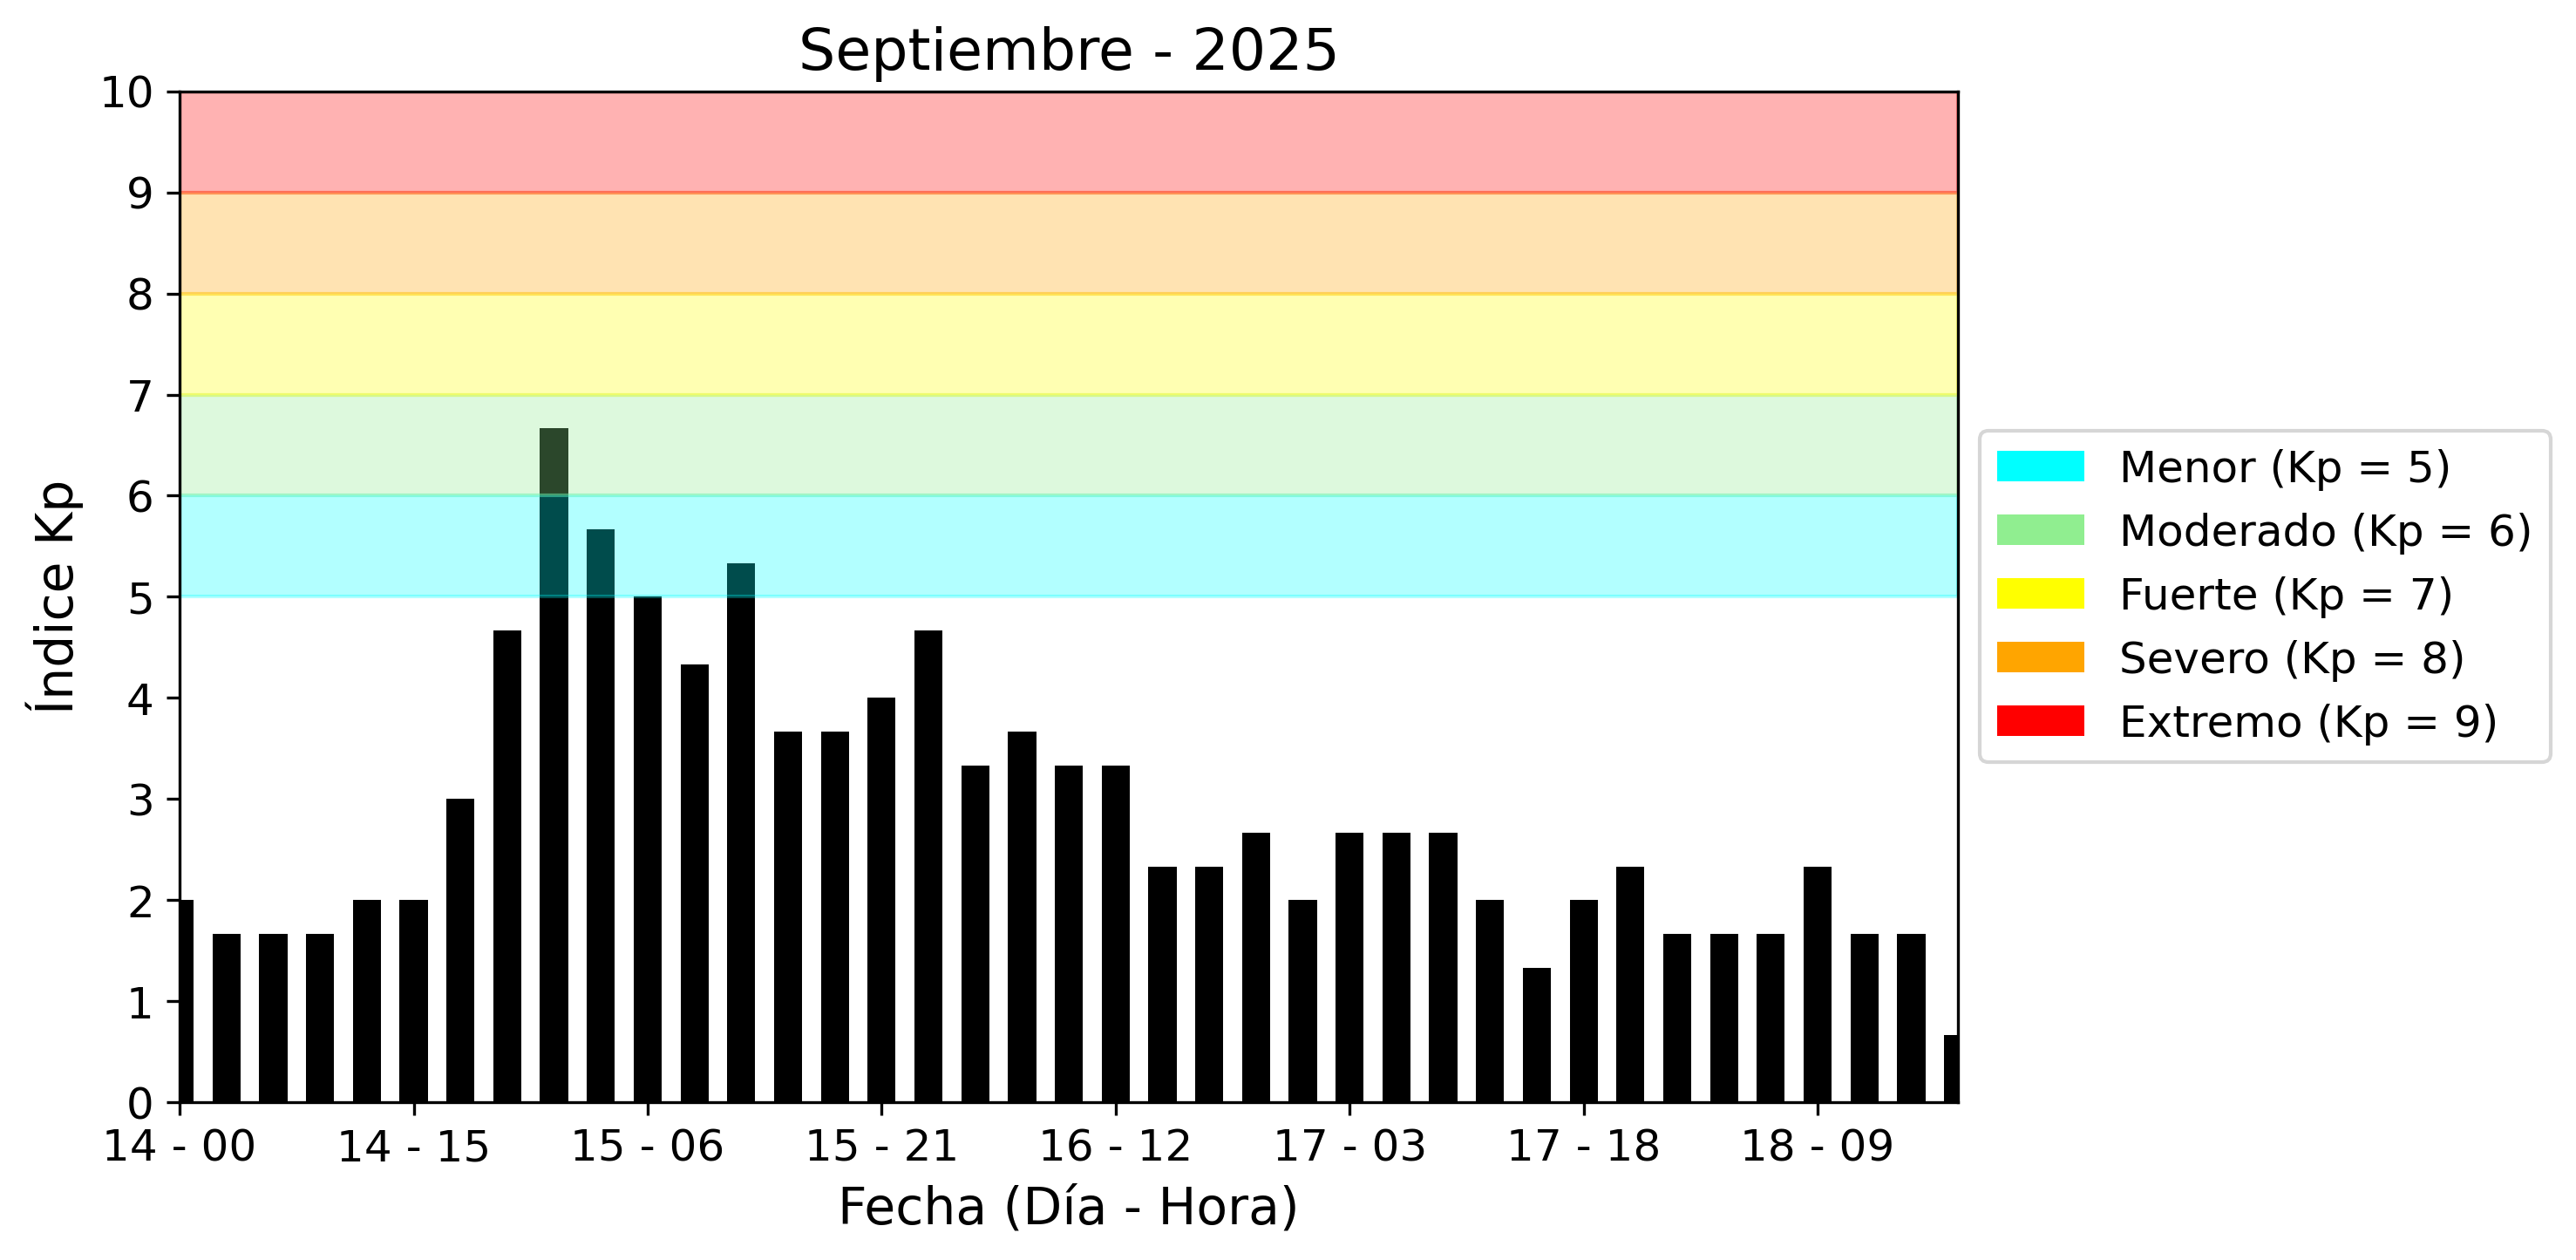 Septiembre - 2025
10
9
8
7
6
5
4
3
2
1
0
Índice Kp
14 - 00
14 - 15
15 - 06
15 - 21
16 - 12
17 - 03
17 - 18
18 - 09
Fecha (Día - Hora)
Menor (Kp = 5)
Moderado (Kp = 6)
Fuerte (Kp = 7)
Severo (Kp = 8)
Extremo (Kp = 9)